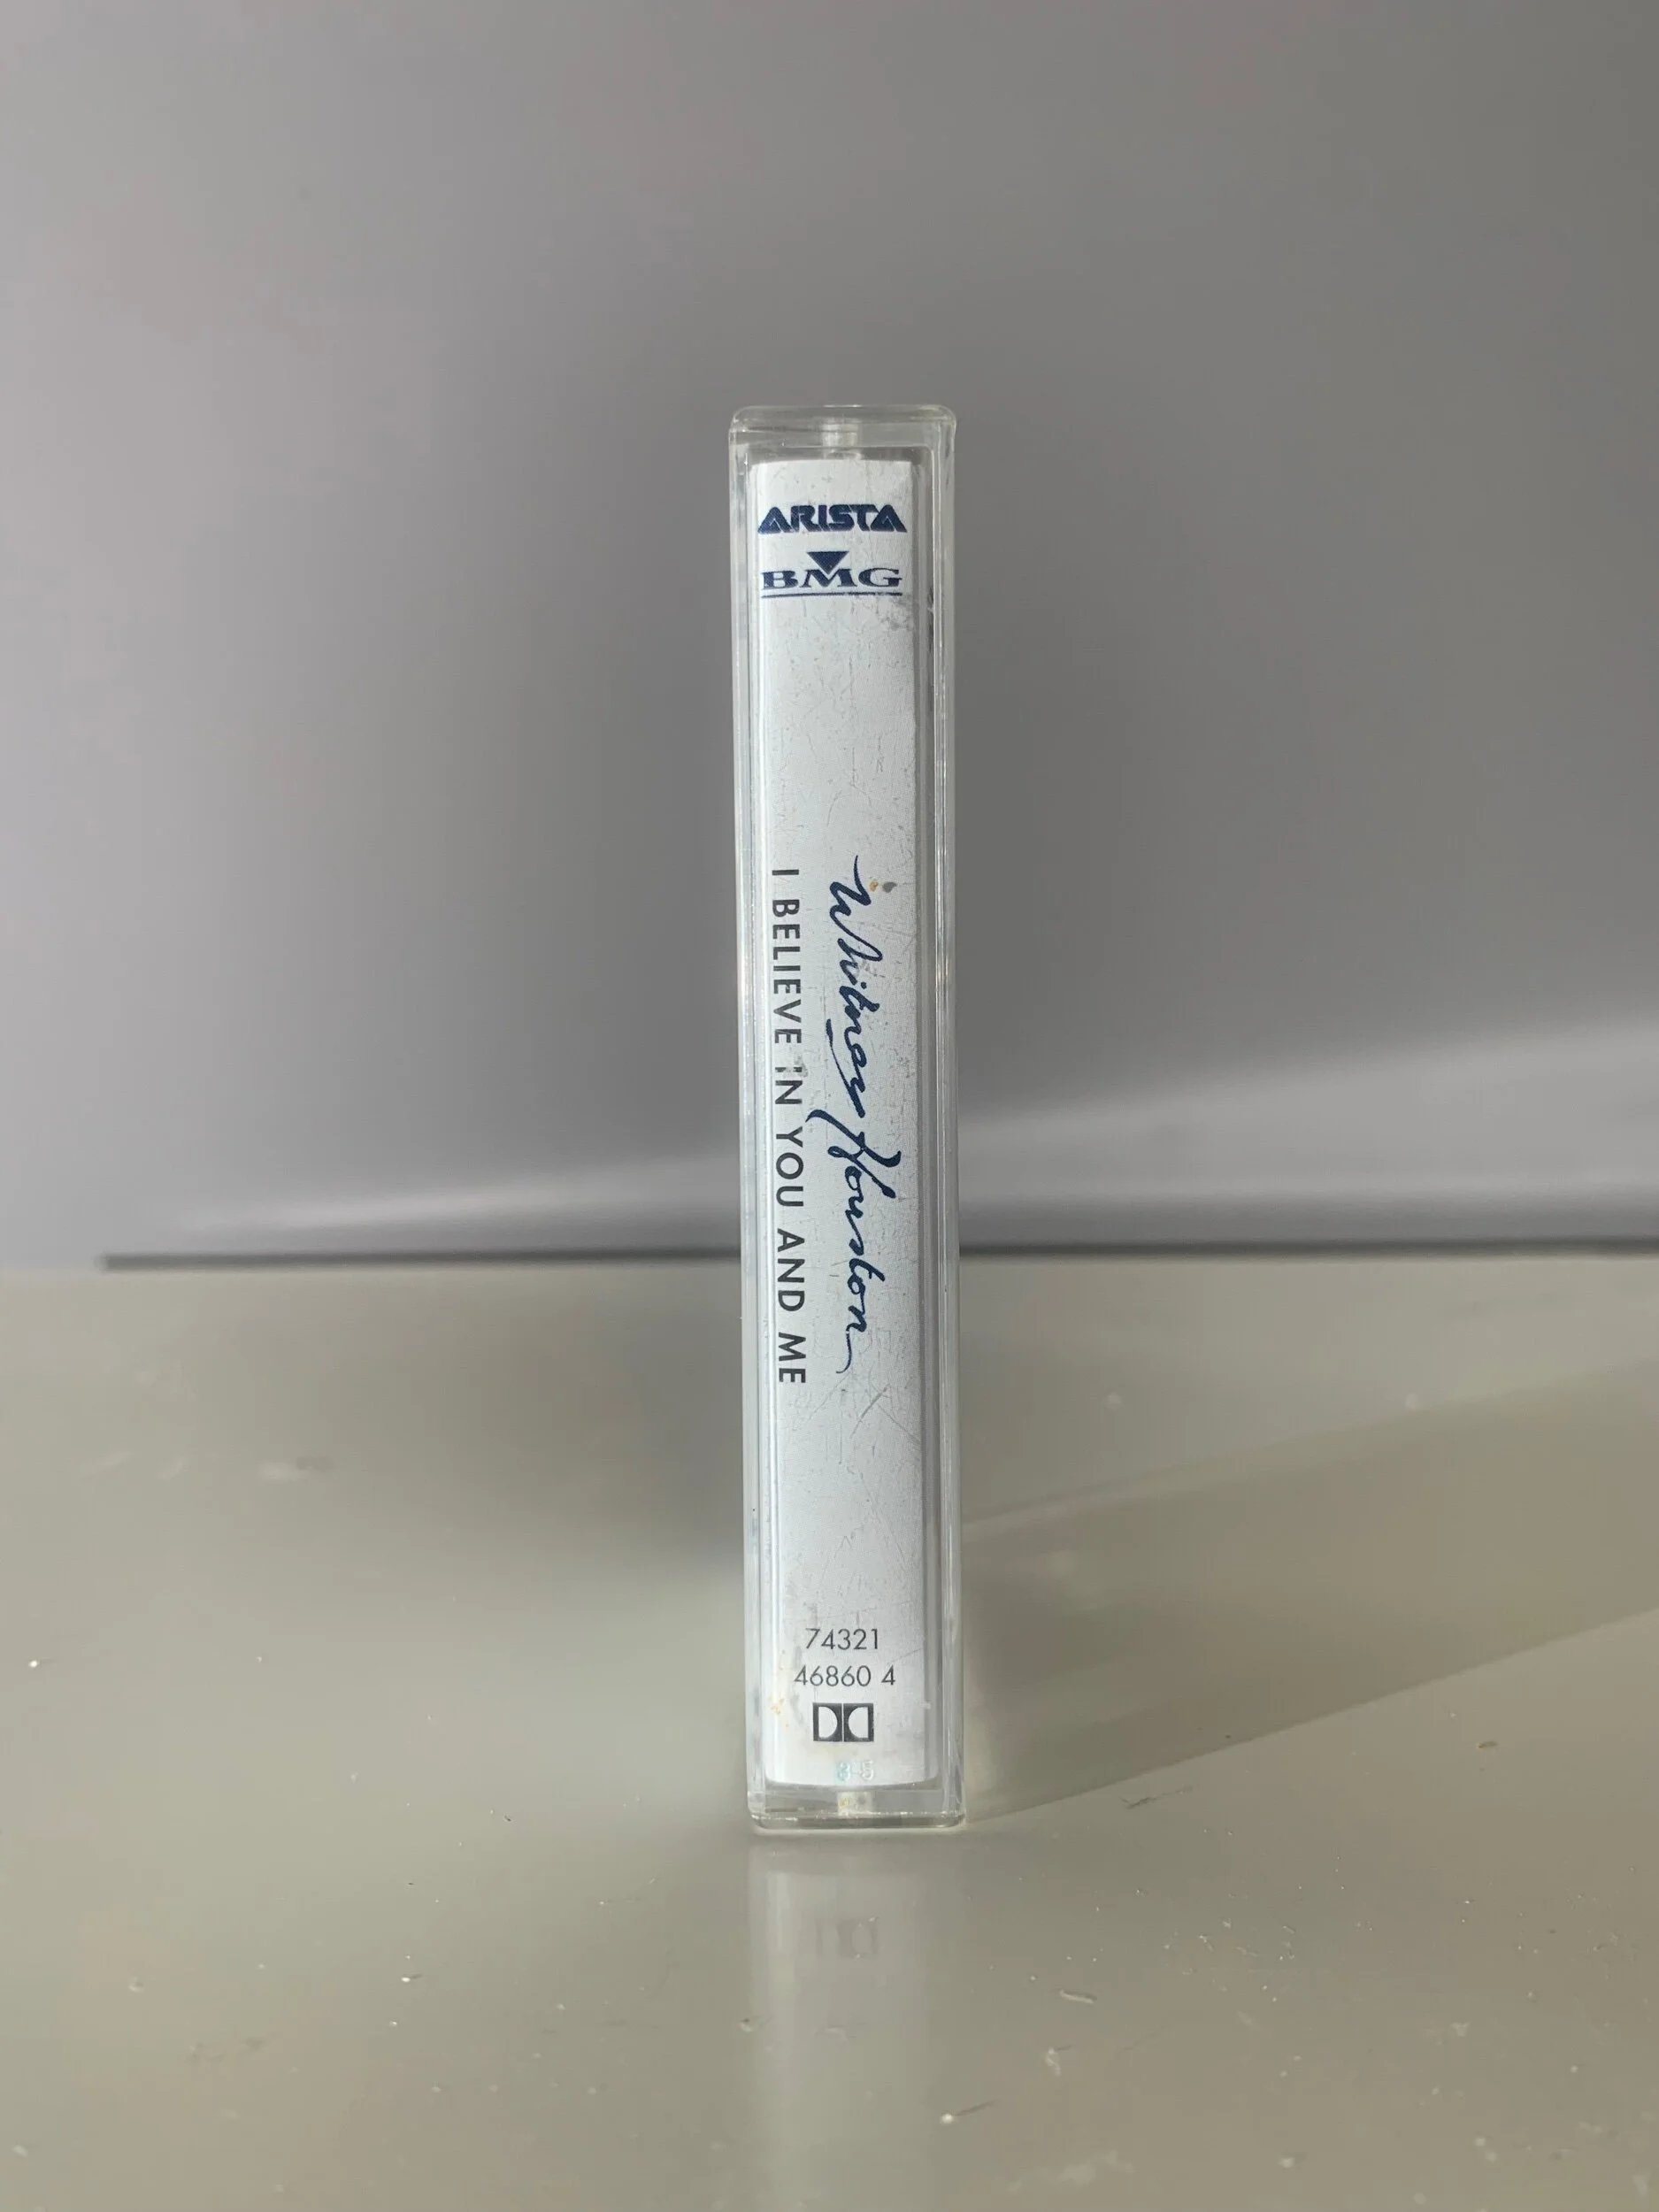 ARISTA
BMG
Whitney Houston
I BELIEVE IN YOU AND ME
74321
46860 4